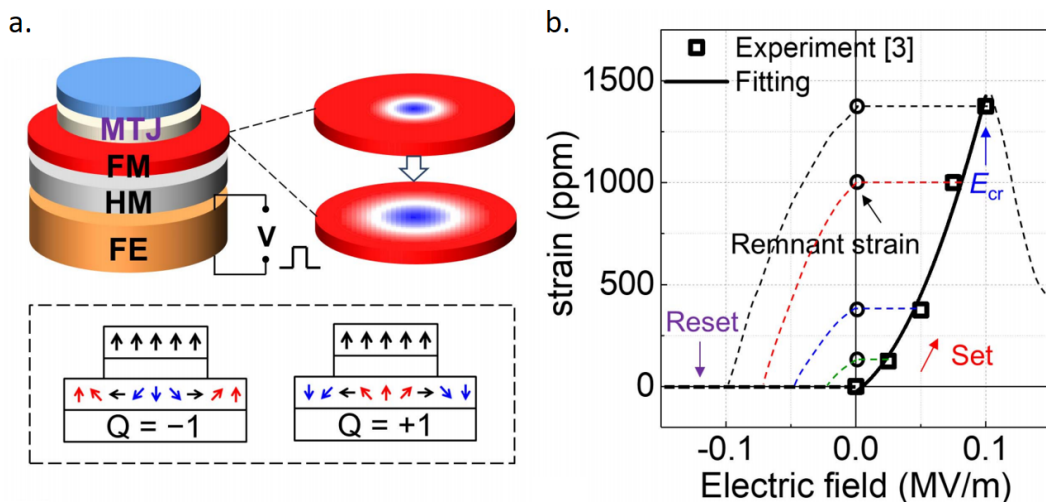 a.
MTJ
FM
HM
FE
V
Q = −1
Q = +1
b.
Experiment [3]
Fitting
1500
1000
500
0
strain (ppm)
E cr
Remnant strain
Reset
Set
-0.1
0.0
0.1
Electric field (MV/m)